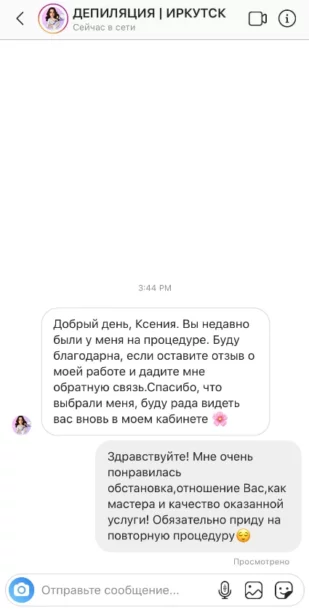 ДЕПИЛЯЦИЯ | ИРКУТСК
Сейчас в сети
3:44 PM
Добрый день, Ксения. Вы недавно
были у меня на процедуре. Буду
благодарна, если оставите отзыв о
моей работе и дадите мне
обратную связь.Спасибо, что
выбрали меня, буду рада видеть
вас вновь в моем кабинете 🌸
Здравствуйте! Мне очень
понравилась
обстановка,отношение Вас,как
мастера и качество оказанной
услуги! Обязательно приду на
повторную процедуру😌
Просмотрено
Отправить сообщение...